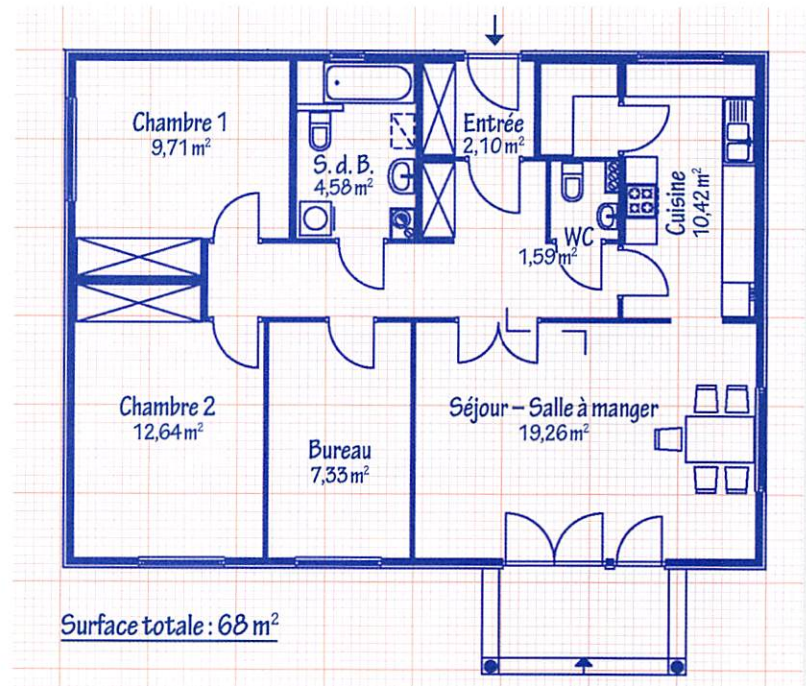 Chambre 1
9,71 m²
S. d. B.
4,58 m²
Entrée
2,10 m²
WC
1,59 m²
Cuisine
10,42 m²
Chambre 2
12,64 m²
Bureau
7,33 m²
Séjour – Salle à manger
19,26 m²
Surface totale : 68 m²